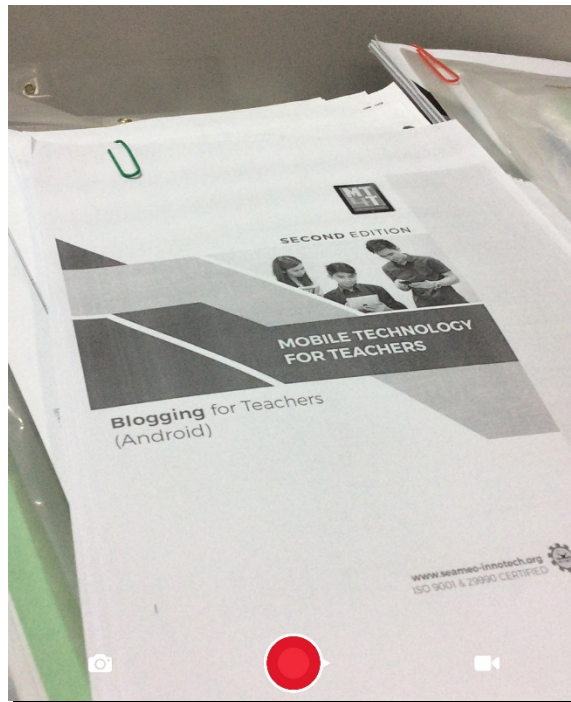 MT
LiT
SECOND EDITION
MOBILE TECHNOLOGY
FOR TEACHERS
Blogging for Teachers
(Android)
www.seameo-innotech.org
ISO 9001 & 29990 CERTIFIED